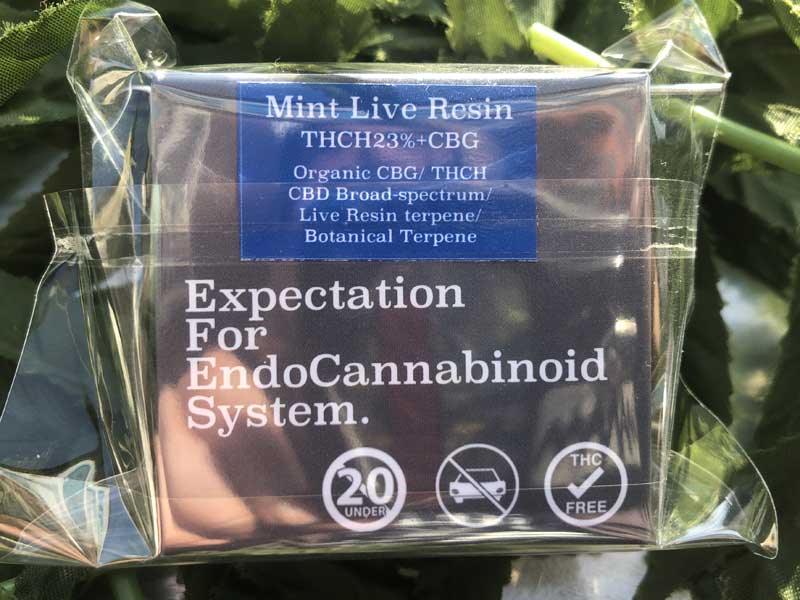 Mint Live Resin
THCH23%+CBG
Organic CBG/ THCH
CBD Broad-spectrum/
Live Resin terpene/
Botanical Terpene
Expectation
For
EndoCannabinoid
System.
20
UNDER
THC
FREE